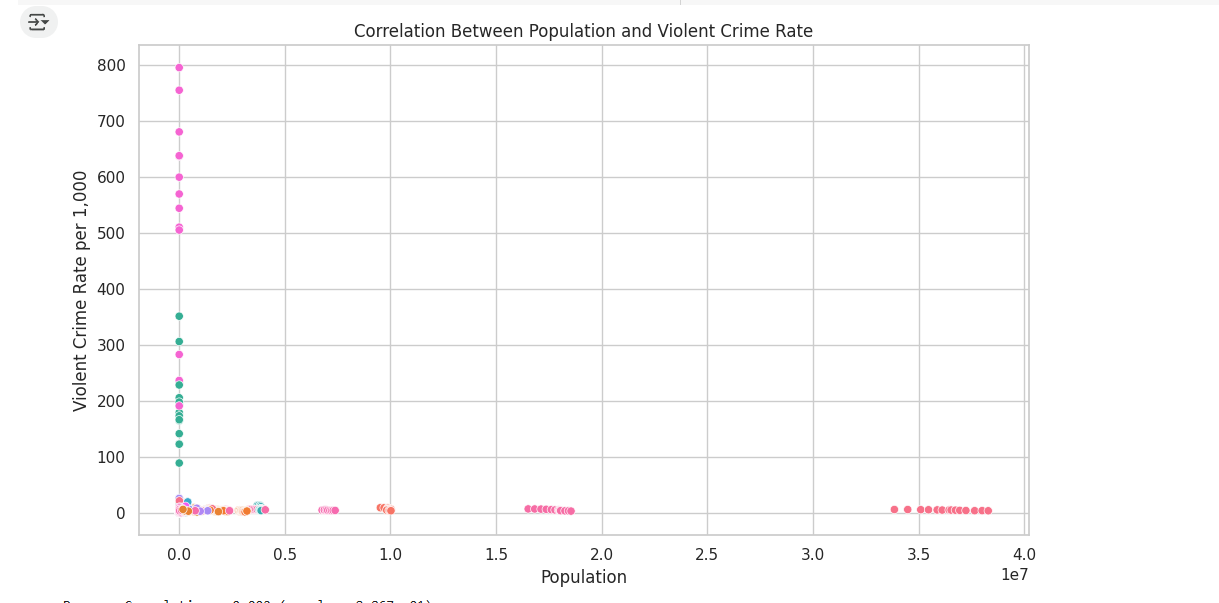 Correlation Between Population and Violent Crime Rate
Violent Crime Rate per 1,000
800
700
600
500
400
300
200
100
0
0.0 0.5 1.0 1.5 2.0 2.5 3.0 3.5 4.0
1e7
Population